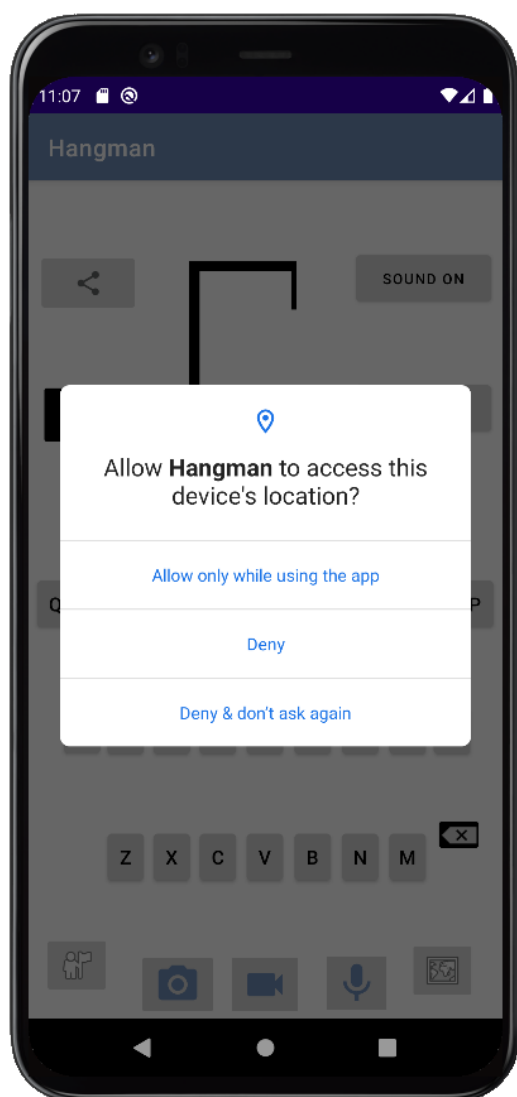 11:07
Hangman
SOUND ON
Allow Hangman to access this
device's location?
Allow only while using the app
Q
P
Deny
Deny & don't ask again
Z X C V B N M